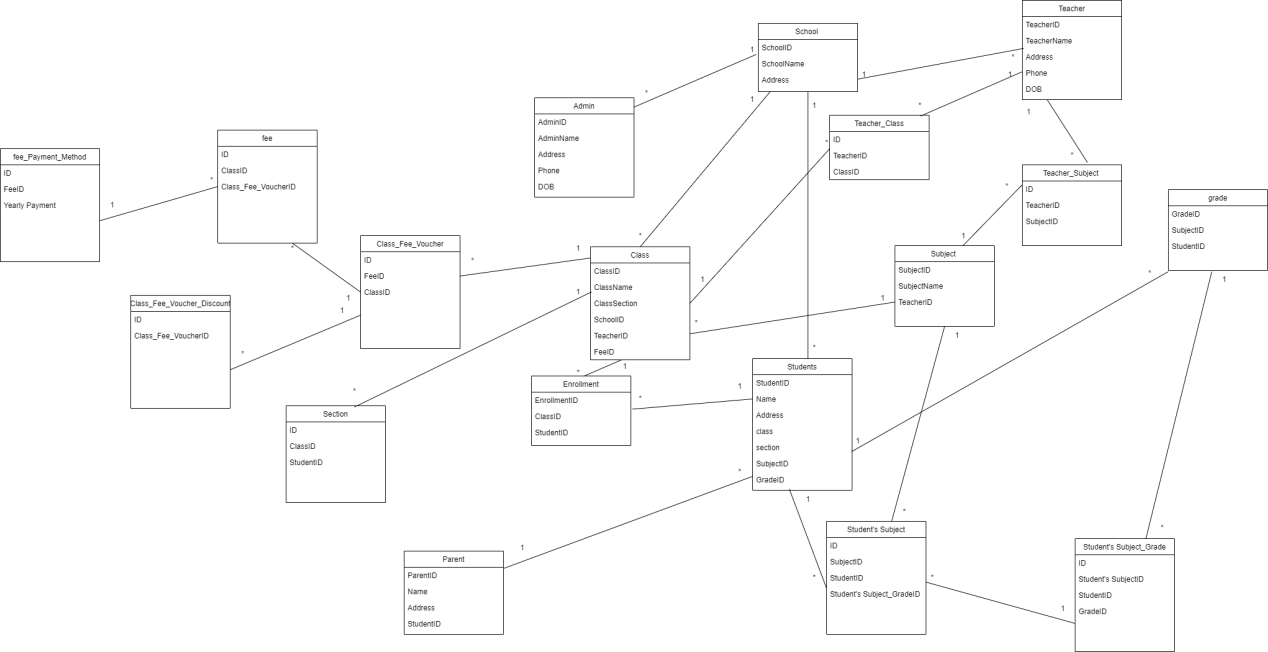 Teacher
TeacherID
TeacherName
Address
Phone
DOB
School
SchoolID
SchoolName
Address
1
1
*
1
1
1
*
1
*
Admin
AdminID
AdminName
Address
Phone
DOB
Teacher_Class
ID
TeacherID
ClassID
*
*
1
*
fee
ID
ClassID
Class_Fee_VoucherID
fee_Payment_Method
ID
FeeID
Yearly Payment
1
*
*
Teacher_Subject
ID
TeacherID
SubjectID
*
1
grade
GradeID
SubjectID
StudentID
*
1
Class_Fee_Voucher
ID
FeeID
ClassID
*
1
1
1
Class
ClassID
ClassName
ClassSection
SchoolID
TeacherID
FeeID
*
1
1
*
1
Subject
SubjectID
SubjectName
TeacherID
1
1
Class_Fee_Voucher_Discount
ID
Class_Fee_VoucherID
*
Section
ID
ClassID
StudentID
*
Enrollment
EnrollmentID
ClassID
StudentID
*
*
1
Students
StudentID
Name
Address
class
section
SubjectID
GradeID
*
1
*
1
Parent
ParentID
Name
Address
StudentID
1
Student's Subject
ID
SubjectID
StudentID
Student's Subject_GradeID
*
*
*
Student's Subject_Grade
ID
Student's SubjectID
StudentID
GradeID
*
1